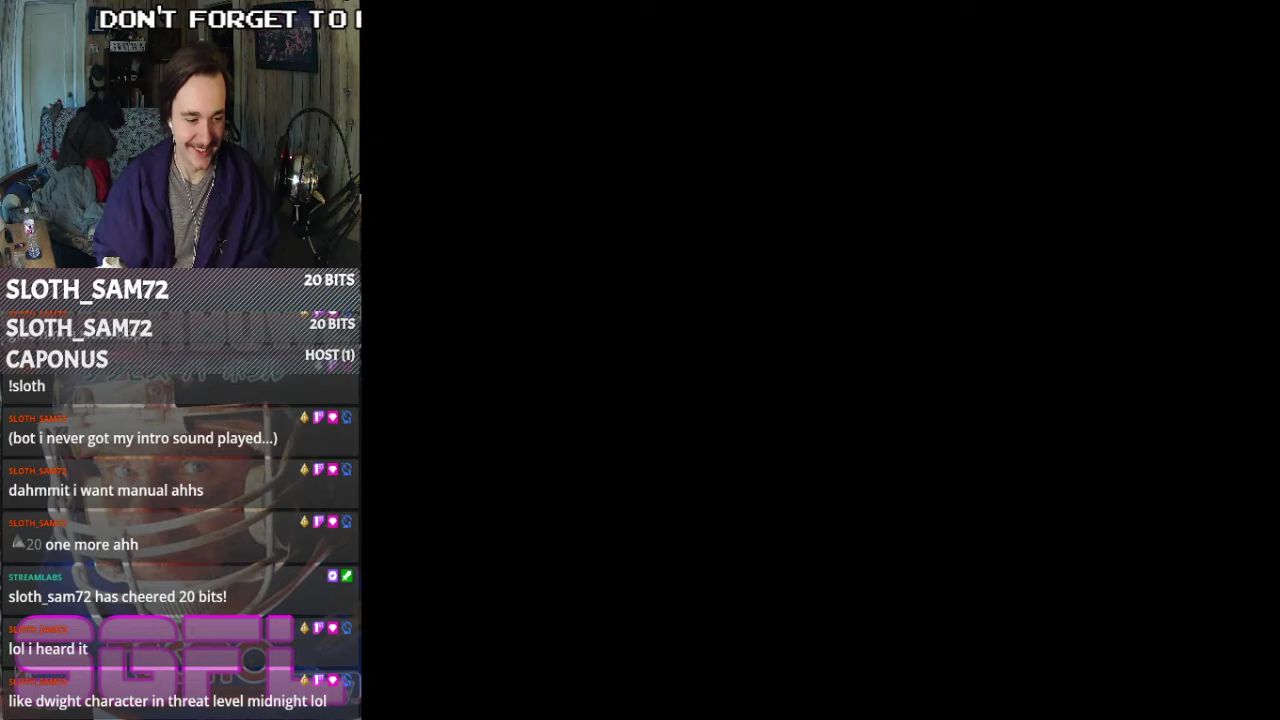 DON'T FORGET TO
SLOTH_SAM72 20 BITS
SLOTH_SAM72 20 BITS
CAPONUS HOST (1)
!sloth
SLOTH_SAM72
(bot i never got my intro sound played...)
SLOTH_SAM72
dahmmit i want manual ahhs
SLOTH_SAM72
20 one more ahh
STREAMLABS
sloth_sam72 has cheered 20 bits!
SLOTH_SAM72
lol i heard it
SGFL
SLOTH_SAM72
like dwight character in threat level midnight lol